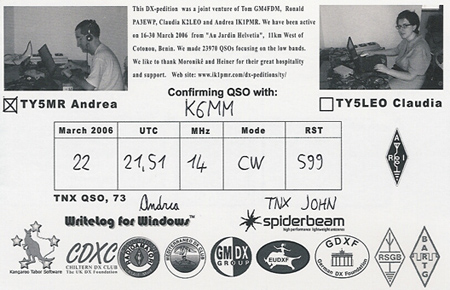 This DX-pedition was a joint venture of Tom GM4FDM, Ronald
PA3EWP, Claudia K2LEO and Andrea IK1PMR. We have been active
on 16-30 March 2006 from "Au Jardin Helvetia", 11km West of
Cotonou, Benin. We made 23970 QSOs focusing on the low bands.
We like to thank Moroniké and Heiner for their great hospitality
and support. Web site: www.ik1pmr.com/dx-peditions/ty/
Confirming QSO with:
TY5MR Andrea K6MM TY5LEO Claudia
March 2006 UTC MHz Mode RST
22 21,51 14 CW 599
TNX QSO, 73 Andrea TNX JOHN
WriteLog for Windows spiderbeam
high performance lightweight antennas
Kangaroo Tabor Software
CDXC
CHILTERN DX CLUB
The UK DX Foundation
GMDX
GROUP
EUDXF
GDXF
German DX Foundation
RSGB
BARTG